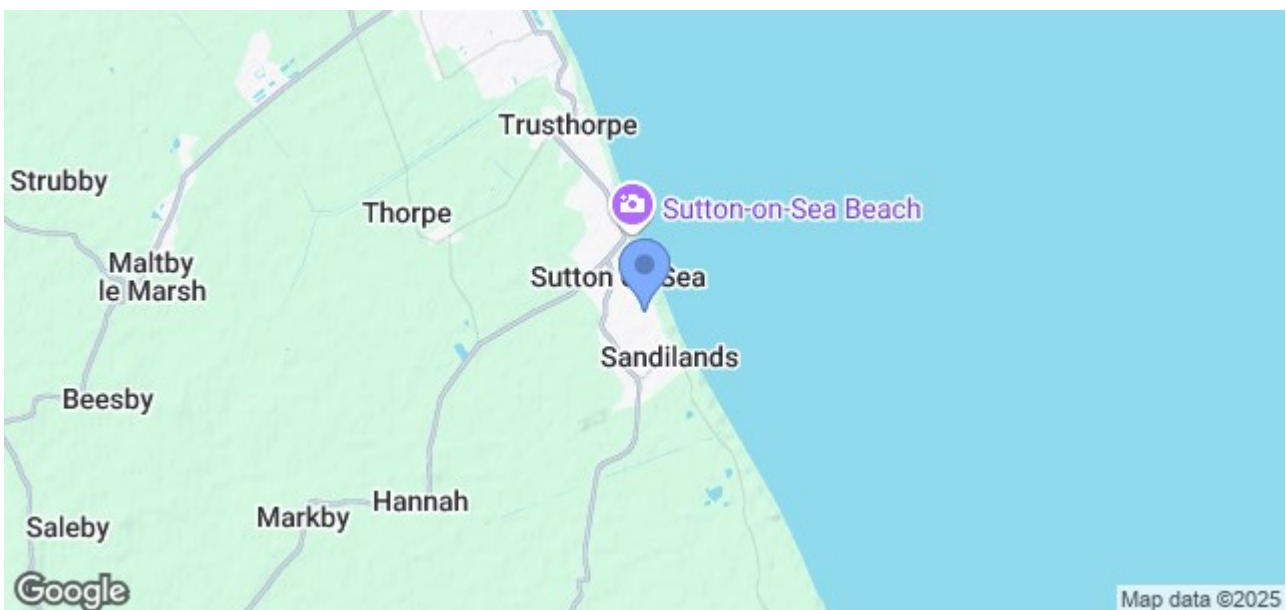 Trusthorpe
Strubby
Sutton-on-Sea Beach
Thorpe
Maltby
le Marsh
Sutton on Sea
Sandilands
Beesby
Hannah
Markby
Saleby
Google
Map data ©2025